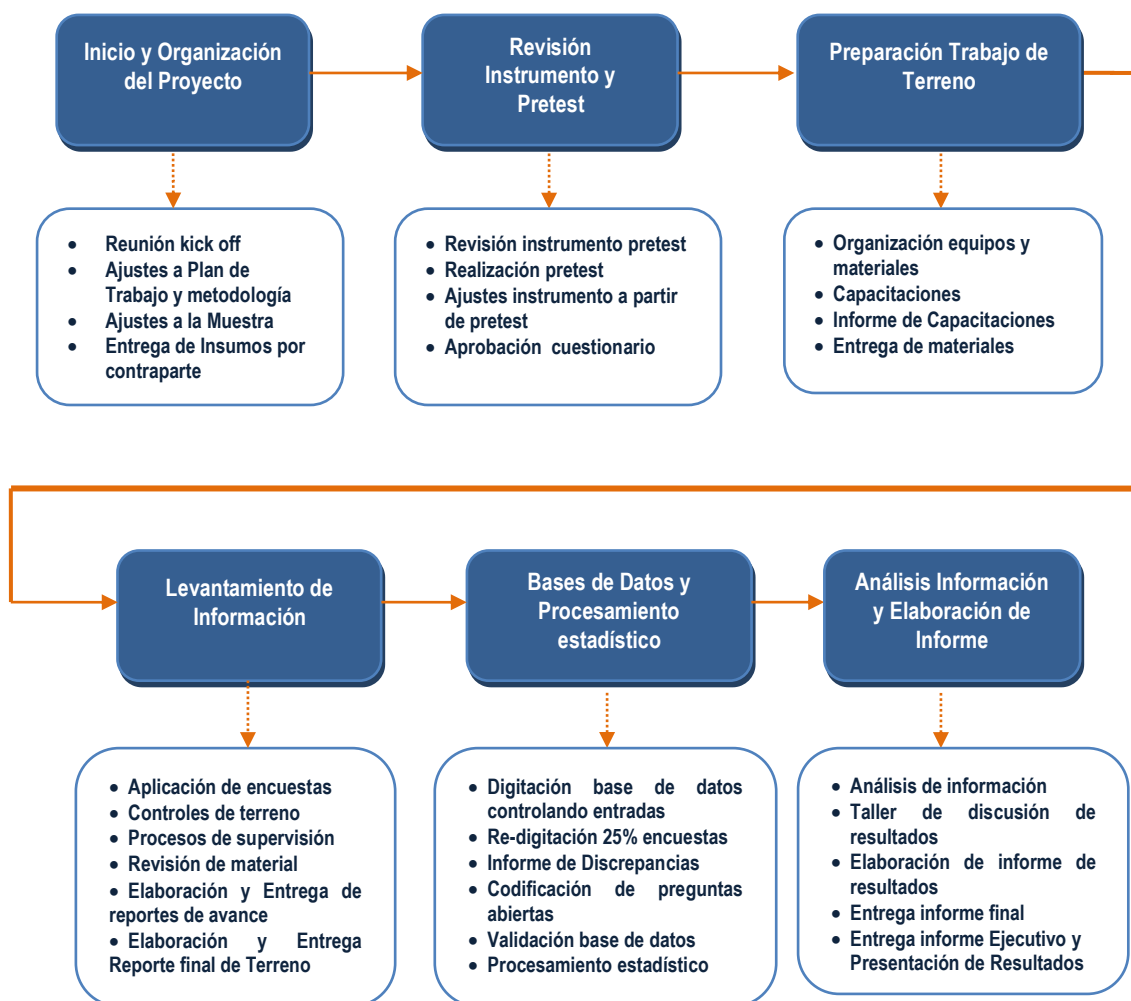 Inicio y Organización
del Proyecto
Revisión
Instrumento y
Pretest
Preparación Trabajo de
Terreno
• Reunión kick off
• Ajustes a Plan de
Trabajo y metodología
• Ajustes a la Muestra
• Entrega de Insumos por
contraparte
• Revisión instrumento pretest
• Realización pretest
• Ajustes instrumento a partir
de pretest
• Aprobación cuestionario
• Organización equipos y
materiales
• Capacitaciones
• Informe de Capacitaciones
• Entrega de materiales
Levantamiento de
Información
Bases de Datos y
Procesamiento
estadístico
Análisis Información
y Elaboración de
Informe
• Aplicación de encuestas
• Controles de terreno
• Procesos de supervisión
• Revisión de material
• Elaboración y Entrega de
reportes de avance
• Elaboración y Entrega
Reporte final de Terreno
• Digitación base de datos
controlando entradas
• Re-digitación 25% encuestas
• Informe de Discrepancias
• Codificación de preguntas
abiertas
• Validación base de datos
• Procesamiento estadístico
• Análisis de información
• Taller de discusión de
resultados
• Elaboración de informe de
resultados
• Entrega informe final
• Entrega informe Ejecutivo y
Presentación de Resultados